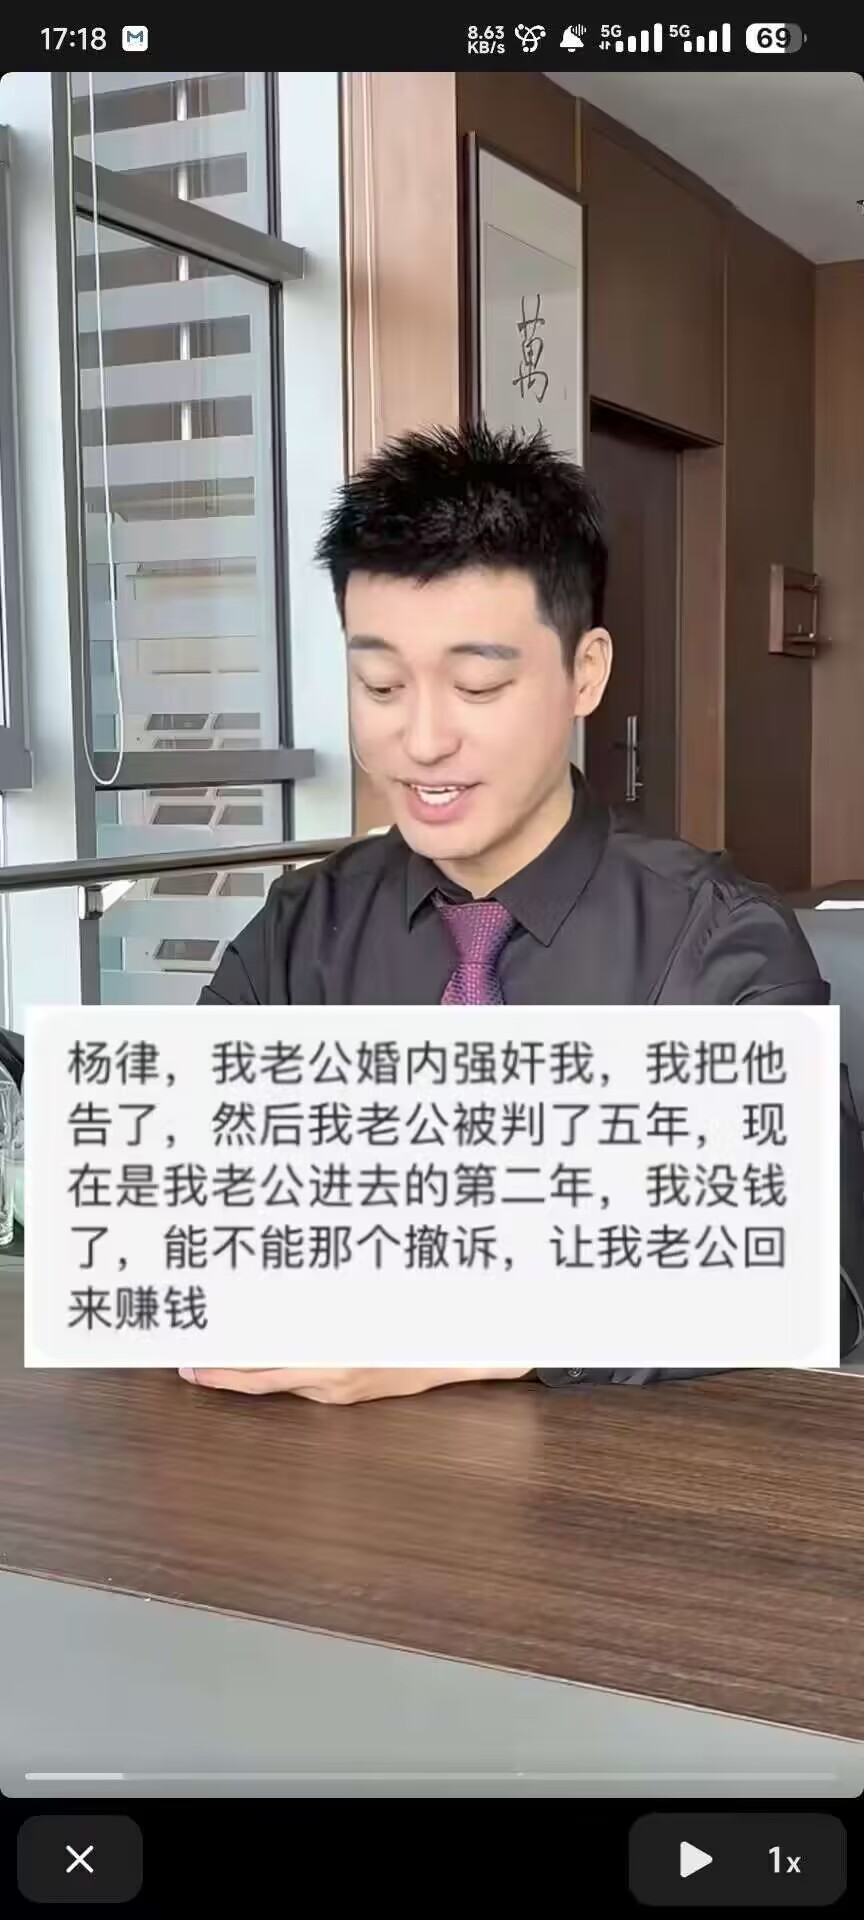 17:18
8.63
KB/s
5G
5G
69
萬
杨律，我老公婚内强奸我，我把他
告了，然后我老公被判了五年，现
在是我老公进去的第二年，我没钱
了，能不能那个撤诉，让我老公回
来赚钱
1x